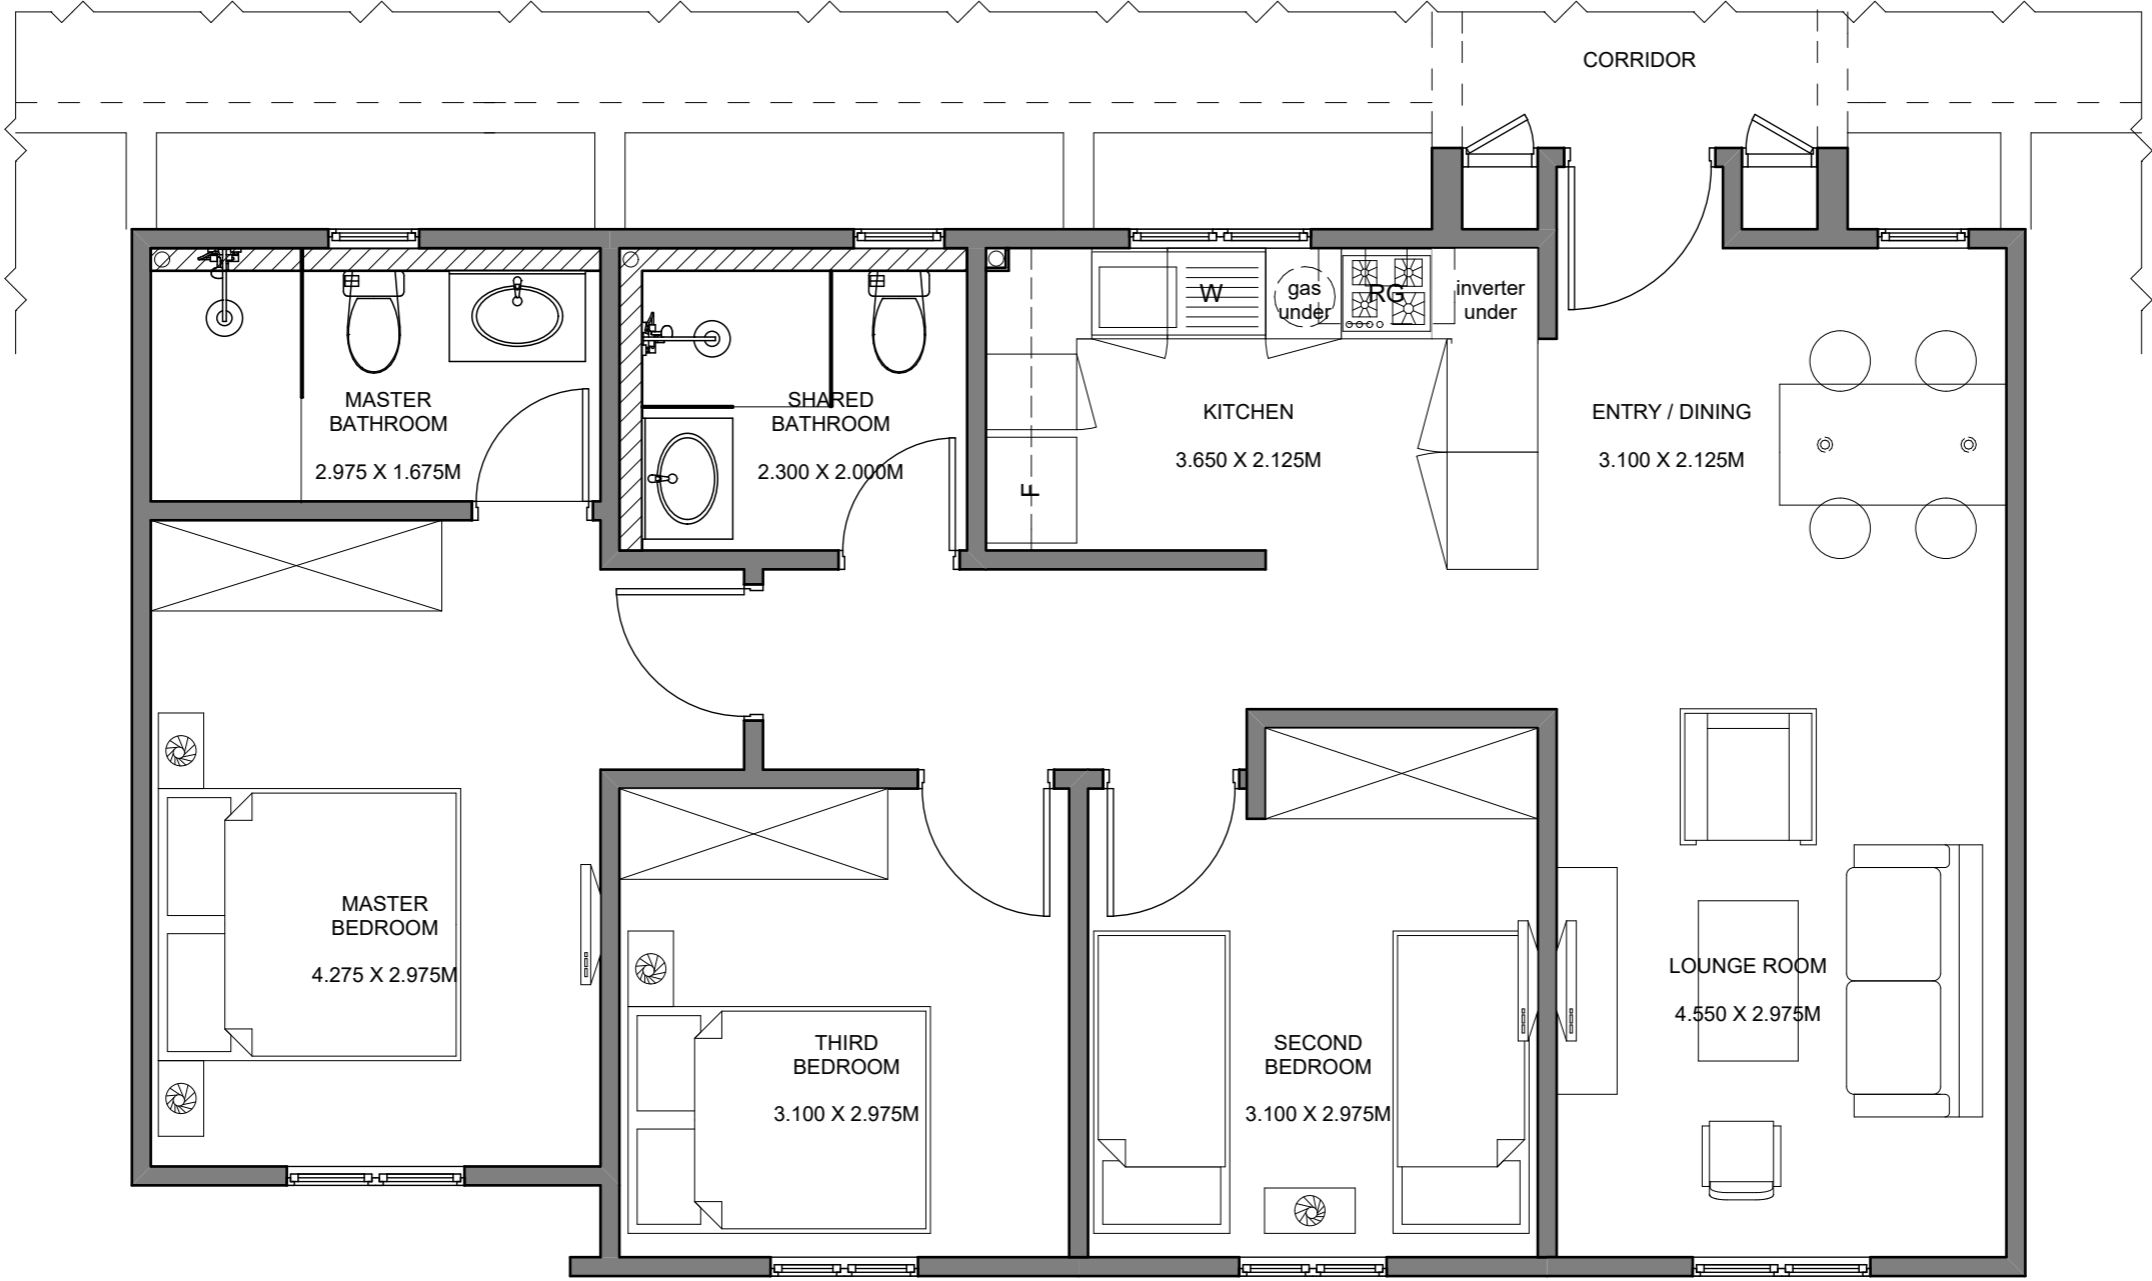 CORRIDOR
W
gas
under
RG
inverter
under
MASTER
BATHROOM
2.975 X 1.675M
SHARED
BATHROOM
2.300 X 2.000M
KITCHEN
3.650 X 2.125M
F
ENTRY / DINING
3.100 X 2.125M
MASTER
BEDROOM
4.275 X 2.975M
THIRD
BEDROOM
3.100 X 2.975M
SECOND
BEDROOM
3.100 X 2.975M
LOUNGE ROOM
4.550 X 2.975M